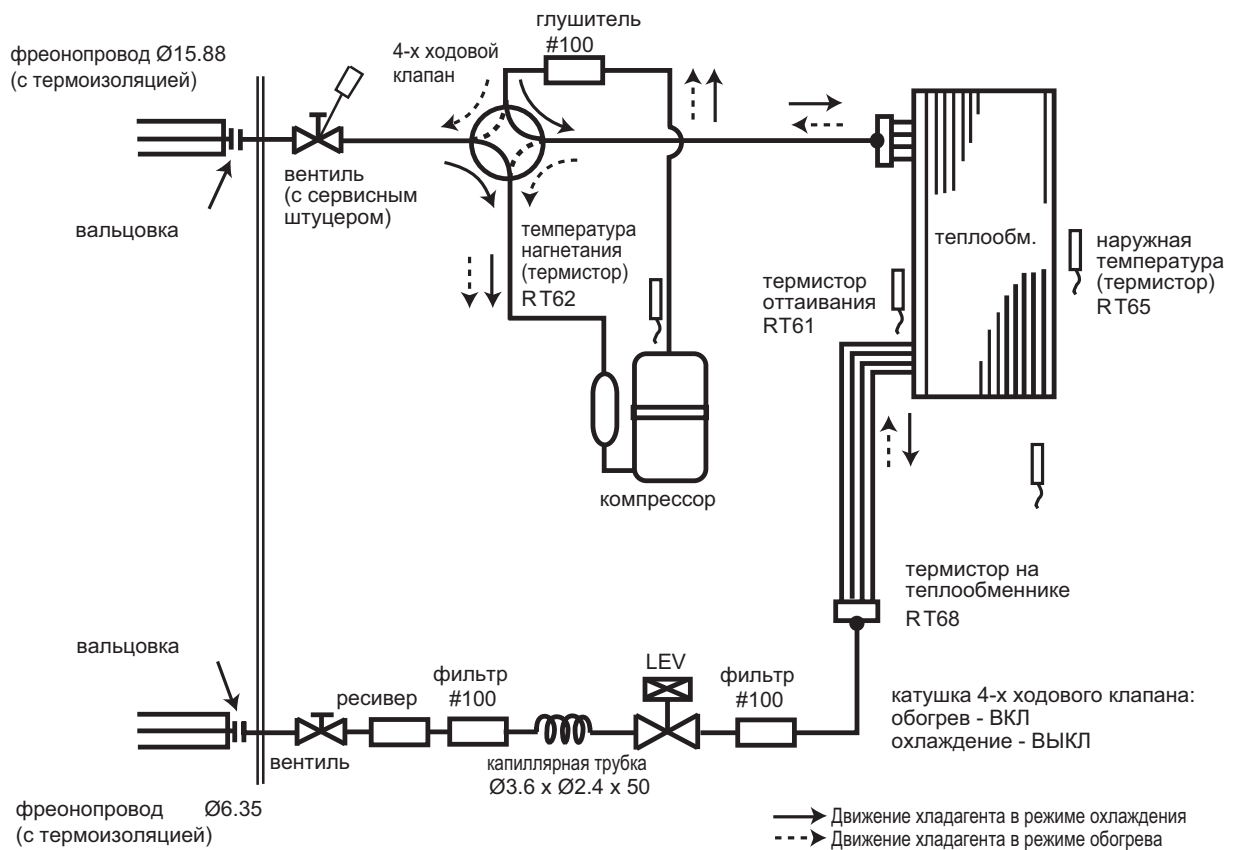 глушитель
#100
фреонопровод Ø15.88
(с термоизоляцией)
4-х ходовой
клапан
вентиль
(с сервисным
штуцером)
вальцовка
температура
нагнетания
(термистор)
RT62
теплообм.
наружная
температура
(термистор)
RT65
термистор
оттаивания
RT61
компрессор
термистор на
теплообменнике
RT68
вальцовка
ресивер
фильтр
#100
LEV
фильтр
#100
катушка 4-х ходового клапана:
обогрев - ВКЛ
охлаждение - ВЫКЛ
вентиль
капиллярная трубка
Ø3.6 x Ø2.4 x 50
фреонопровод Ø6.35
(с термоизоляцией)
Движение хладагента в режиме охлаждения
Движение хладагента в режиме обогрева